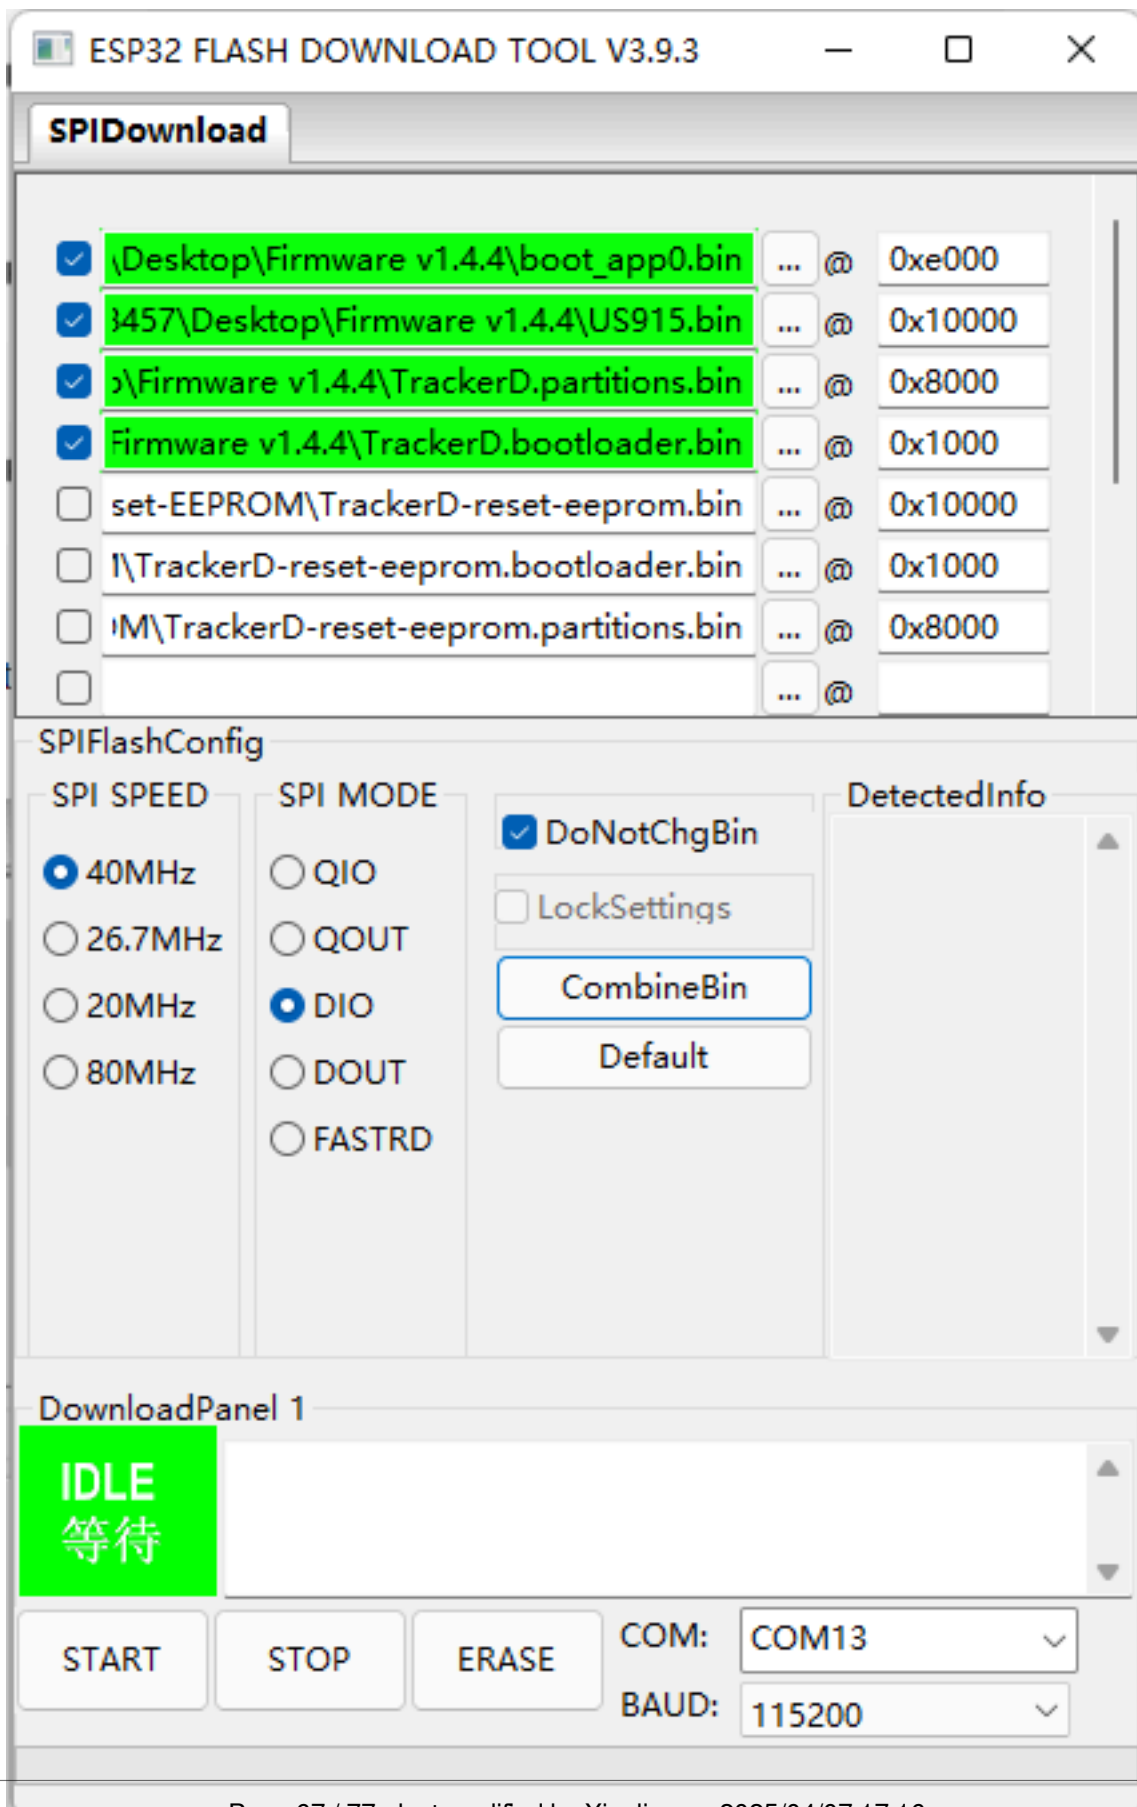 ESP32 FLASH DOWNLOAD TOOL V3.9.3
SPIDownload
\Desktop\Firmware v1.4.4\boot_app0.bin ... @ 0xe000
3457\Desktop\Firmware v1.4.4\US915.bin ... @ 0x10000
\Firmware v1.4.4\TrackerD.partitions.bin ... @ 0x8000
Firmware v1.4.4\TrackerD.bootloader.bin ... @ 0x1000
set-EEPROM\TrackerD-reset-eeprom.bin ... @ 0x10000
\TrackerD-reset-eeprom.bootloader.bin ... @ 0x1000
M\TrackerD-reset-eeprom.partitions.bin ... @ 0x8000
... @
SPIFlashConfig
SPI SPEED
40MHz
26.7MHz
20MHz
80MHz
SPI MODE
QIO
QOUT
DIO
DOUT
FASTRD
DoNotChgBin
LockSettings
CombineBin
Default
DetectedInfo
DownloadPanel 1
IDLE
等待
START STOP ERASE
COM: COM13
BAUD: 115200